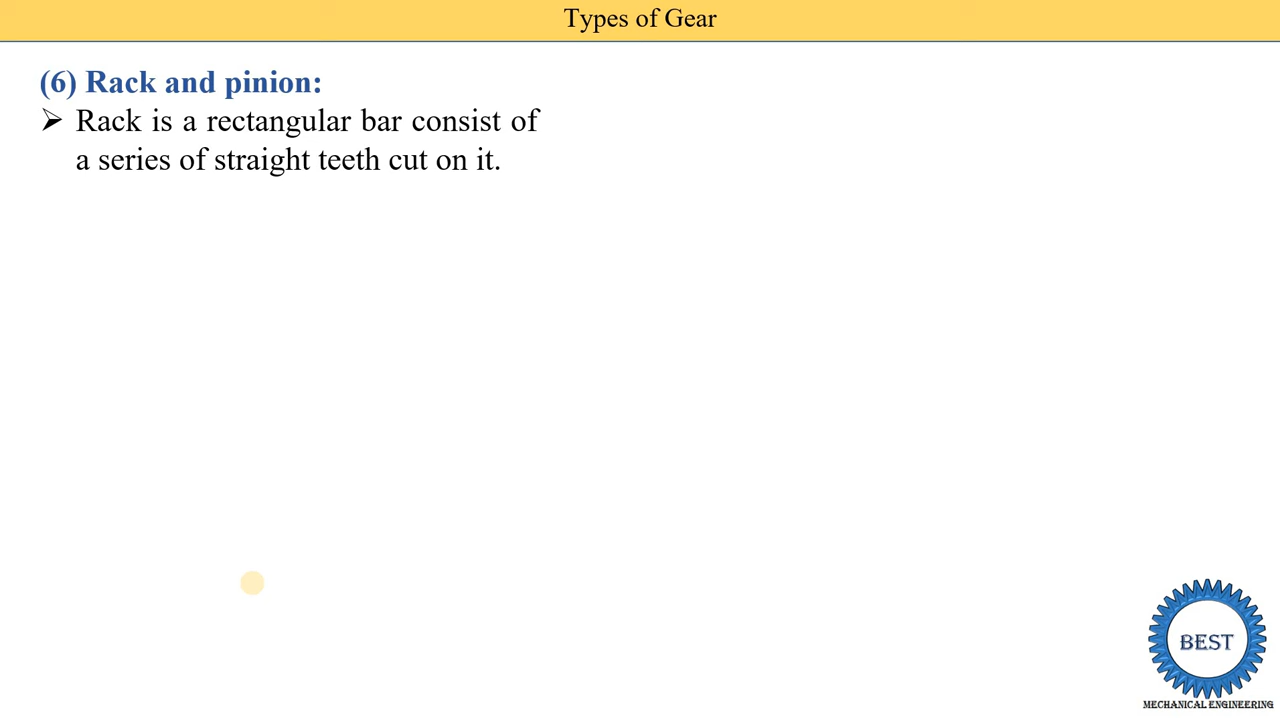 Types of Gear
(6) Rack and pinion:
➢ Rack is a rectangular bar consist of
a series of straight teeth cut on it.
BEST
MECHANICAL ENGINEERING